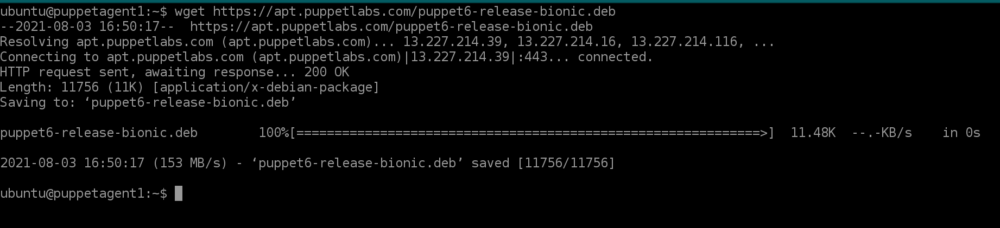 ubuntu@puppetagent1:~$ wget https://apt.puppetlabs.com/puppet6-release-bionic.deb
--2021-08-03 16:50:17--  https://apt.puppetlabs.com/puppet6-release-bionic.deb
Resolving apt.puppetlabs.com (apt.puppetlabs.com)... 13.227.214.39, 13.227.214.16, 13.227.214.116, ...
Connecting to apt.puppetlabs.com (apt.puppetlabs.com)|13.227.214.39|:443... connected.
HTTP request sent, awaiting response... 200 OK
Length: 11756 (11K) [application/x-debian-package]
Saving to: ‘puppet6-release-bionic.deb’
puppet6-release-bionic.deb        100%[=============================================================>]  11.48K  --.-KB/s    in 0s
2021-08-03 16:50:17 (153 MB/s) - ‘puppet6-release-bionic.deb’ saved [11756/11756]
ubuntu@puppetagent1:~$